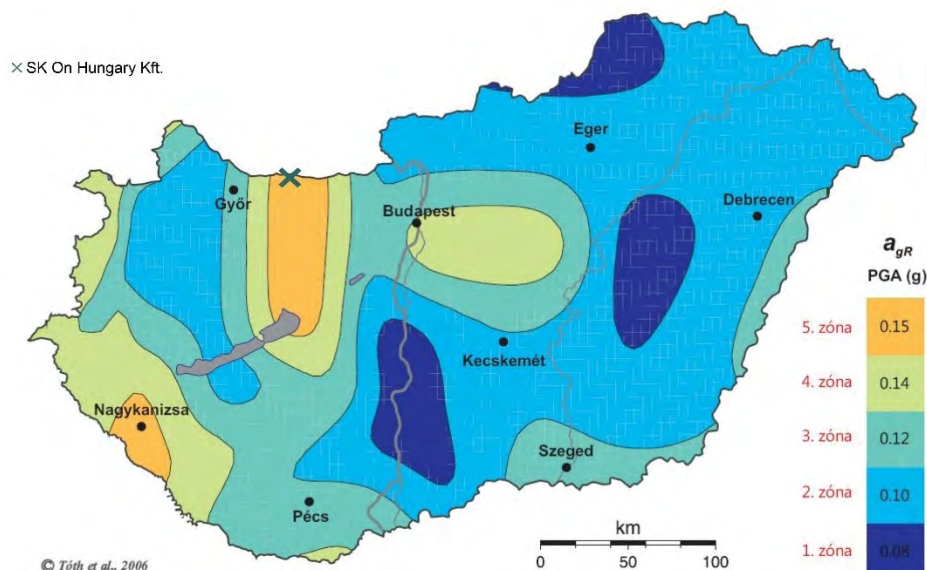 × SK On Hungary Kft.
Eger
Győr
Budapest
Debrecen
a_gR
PGA (g)
5. zóna 0.15
Kecskemét
4. zóna 0.14
Nagykanizsa
3. zóna 0.12
Szeged
2. zóna 0.10
Pécs
km
1. zóna 0.08
0 50 100
© Tóth et al., 2006